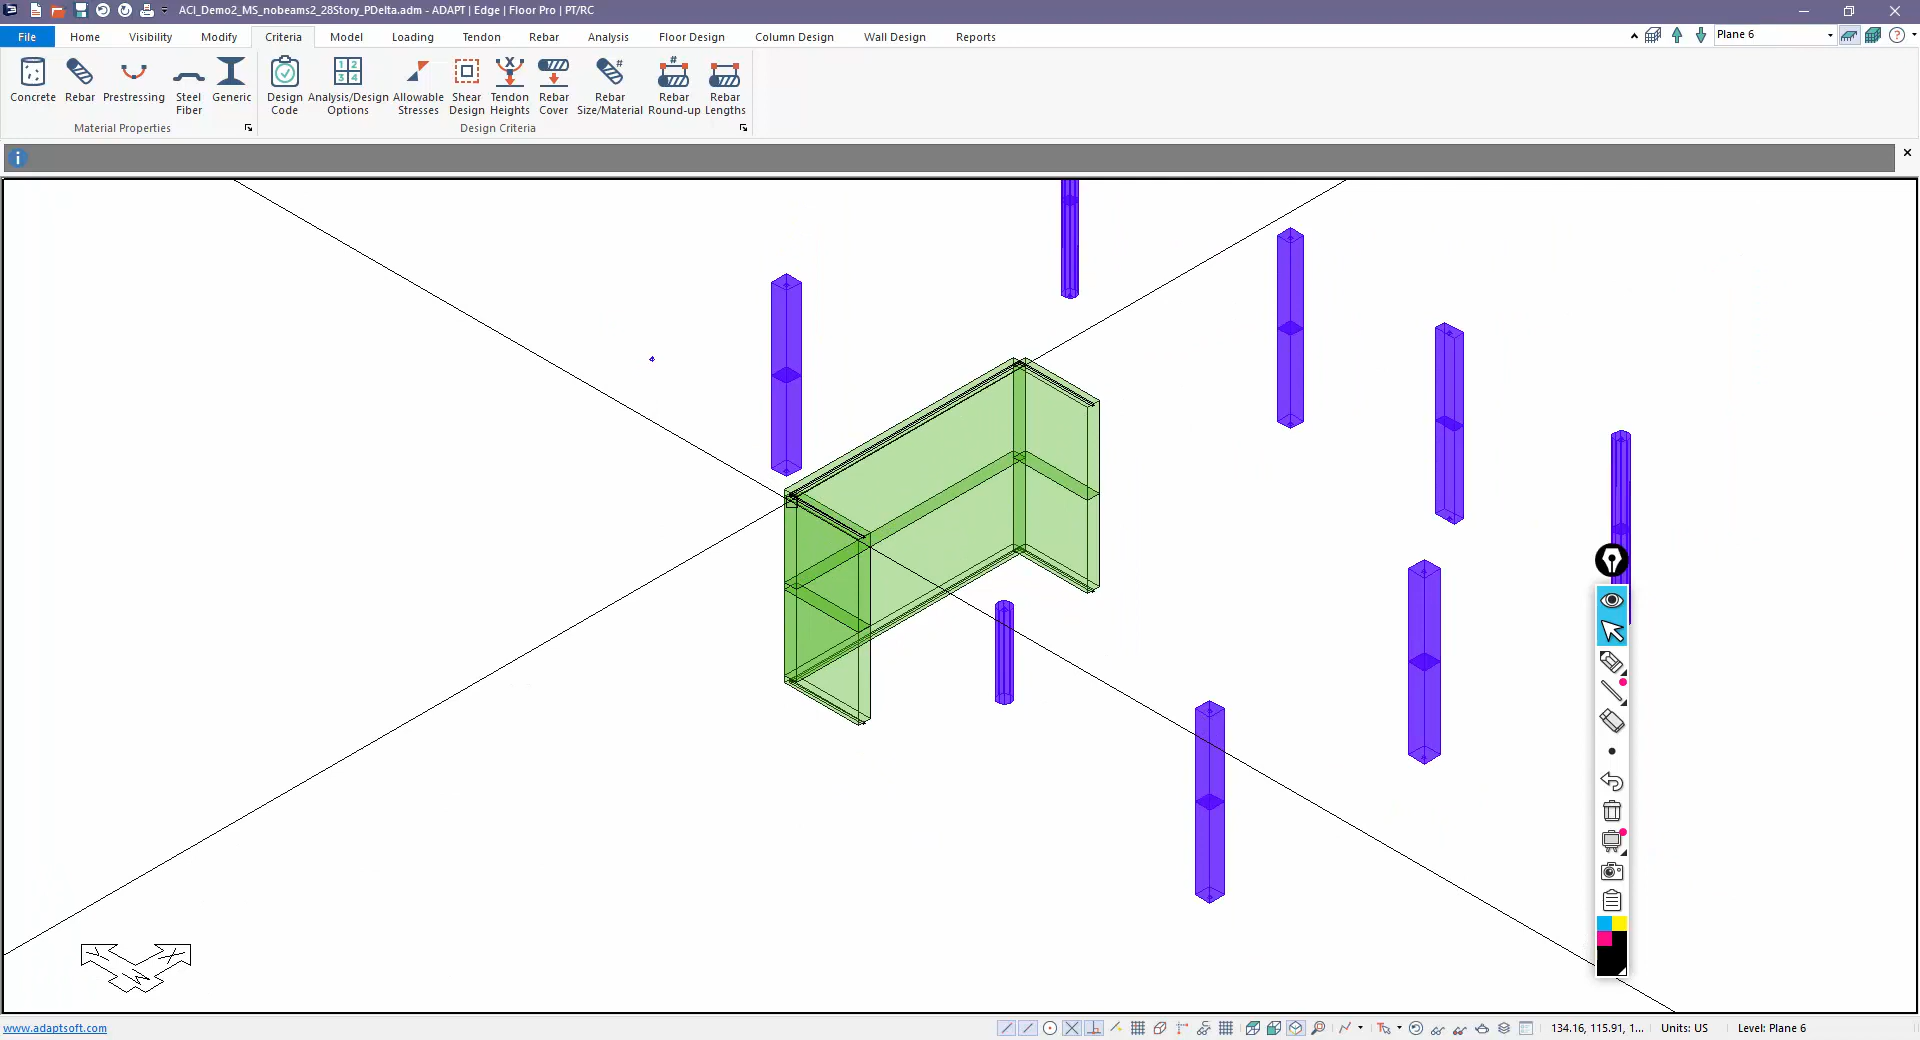 ACI_Demo2_MS_nobeams2_28Story_PDelta.adm - ADAPT | Edge | Floor Pro | PT/RC
File Home Visibility Modify Criteria Model Loading Tendon Rebar Analysis Floor Design Column Design Wall Design Reports Plane 6
Concrete Rebar Prestressing Steel Fiber Generic Design Code Analysis/Design Options Allowable Stresses Shear Design Tendon Heights Rebar Cover Rebar Size/Material Rebar Round-up Rebar Lengths
Material Properties Design Criteria
Y X
www.adaptsoft.com 134.16, 115.91, 1... Units: US Level: Plane 6